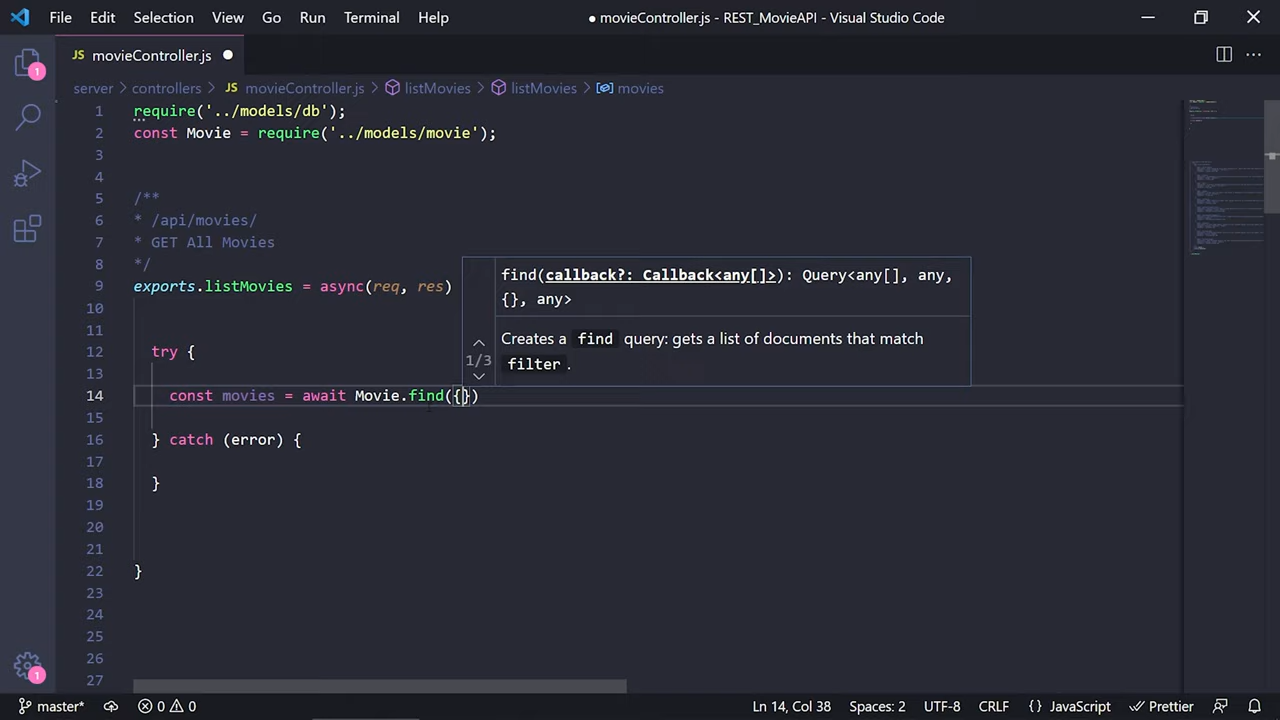 File Edit Selection View Go Run Terminal Help ● movieController.js - REST_MovieAPI - Visual Studio Code
JS movieController.js ●
1
server > controllers > JS movieController.js > listMovies > listMovies > movies
1 require('../models/db');
2 const Movie = require('../models/movie');
3
4
5 /**
6 * /api/movies/
7 * GET All Movies
8 */
9 exports.listMovies = async(req, res)
find(callback?: Callback<any[]>): Query<any[], any,
{}, any>
10
11
12 try {
Creates a find query: gets a list of documents that match
1/3
filter.
13
14 const movies = await Movie.find({})
15
16 } catch (error) {
17
18 }
19
20
21
22 }
23
24
25
26
27
1
master* 0 0 Ln 14, Col 38 Spaces: 2 UTF-8 CRLF {} JavaScript Prettier